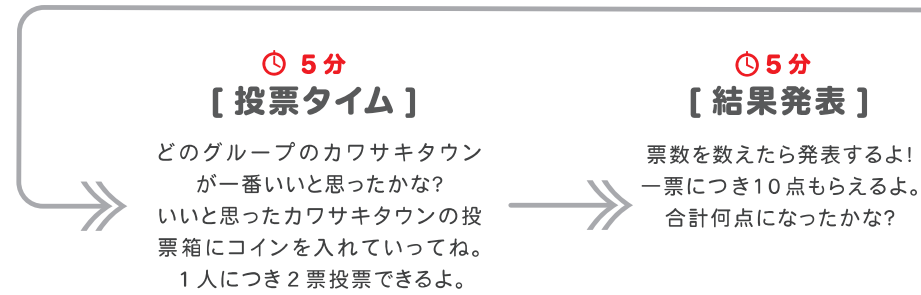 5分
[ 投票タイム ]
どのグループのカワサキタウン
が一番いいと思ったかな?
いいと思ったカワサキタウンの投
票箱にコインを入れていってね。
1人につき2票投票できるよ。
5分
[ 結果発表 ]
票数を数えたら発表するよ!
一票につき10点もらえるよ。
合計何点になったかな?